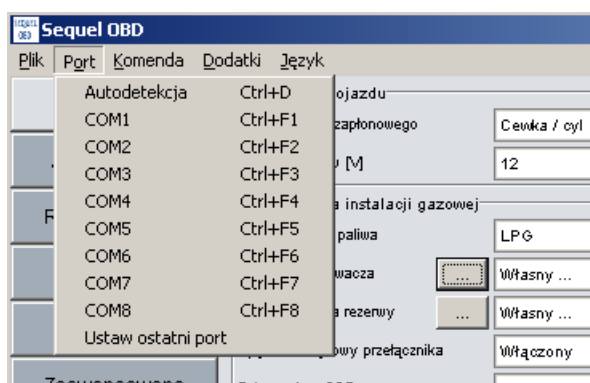 Sequel OBD
Plik Port Komenda Dodatki Język
Autodetekcja Ctrl+D
COM1 Ctrl+F1
COM2 Ctrl+F2
COM3 Ctrl+F3
COM4 Ctrl+F4
COM5 Ctrl+F5
COM6 Ctrl+F6
COM7 Ctrl+F7
COM8 Ctrl+F8
Ustaw ostatni port
ojazdu
zapłonowego Cewka / cyl
[V] 12
instalacji gazowej
paliwa LPG
wacza ... Własny ...
rezerwy ... Własny ...
owy przełącznika Włączony